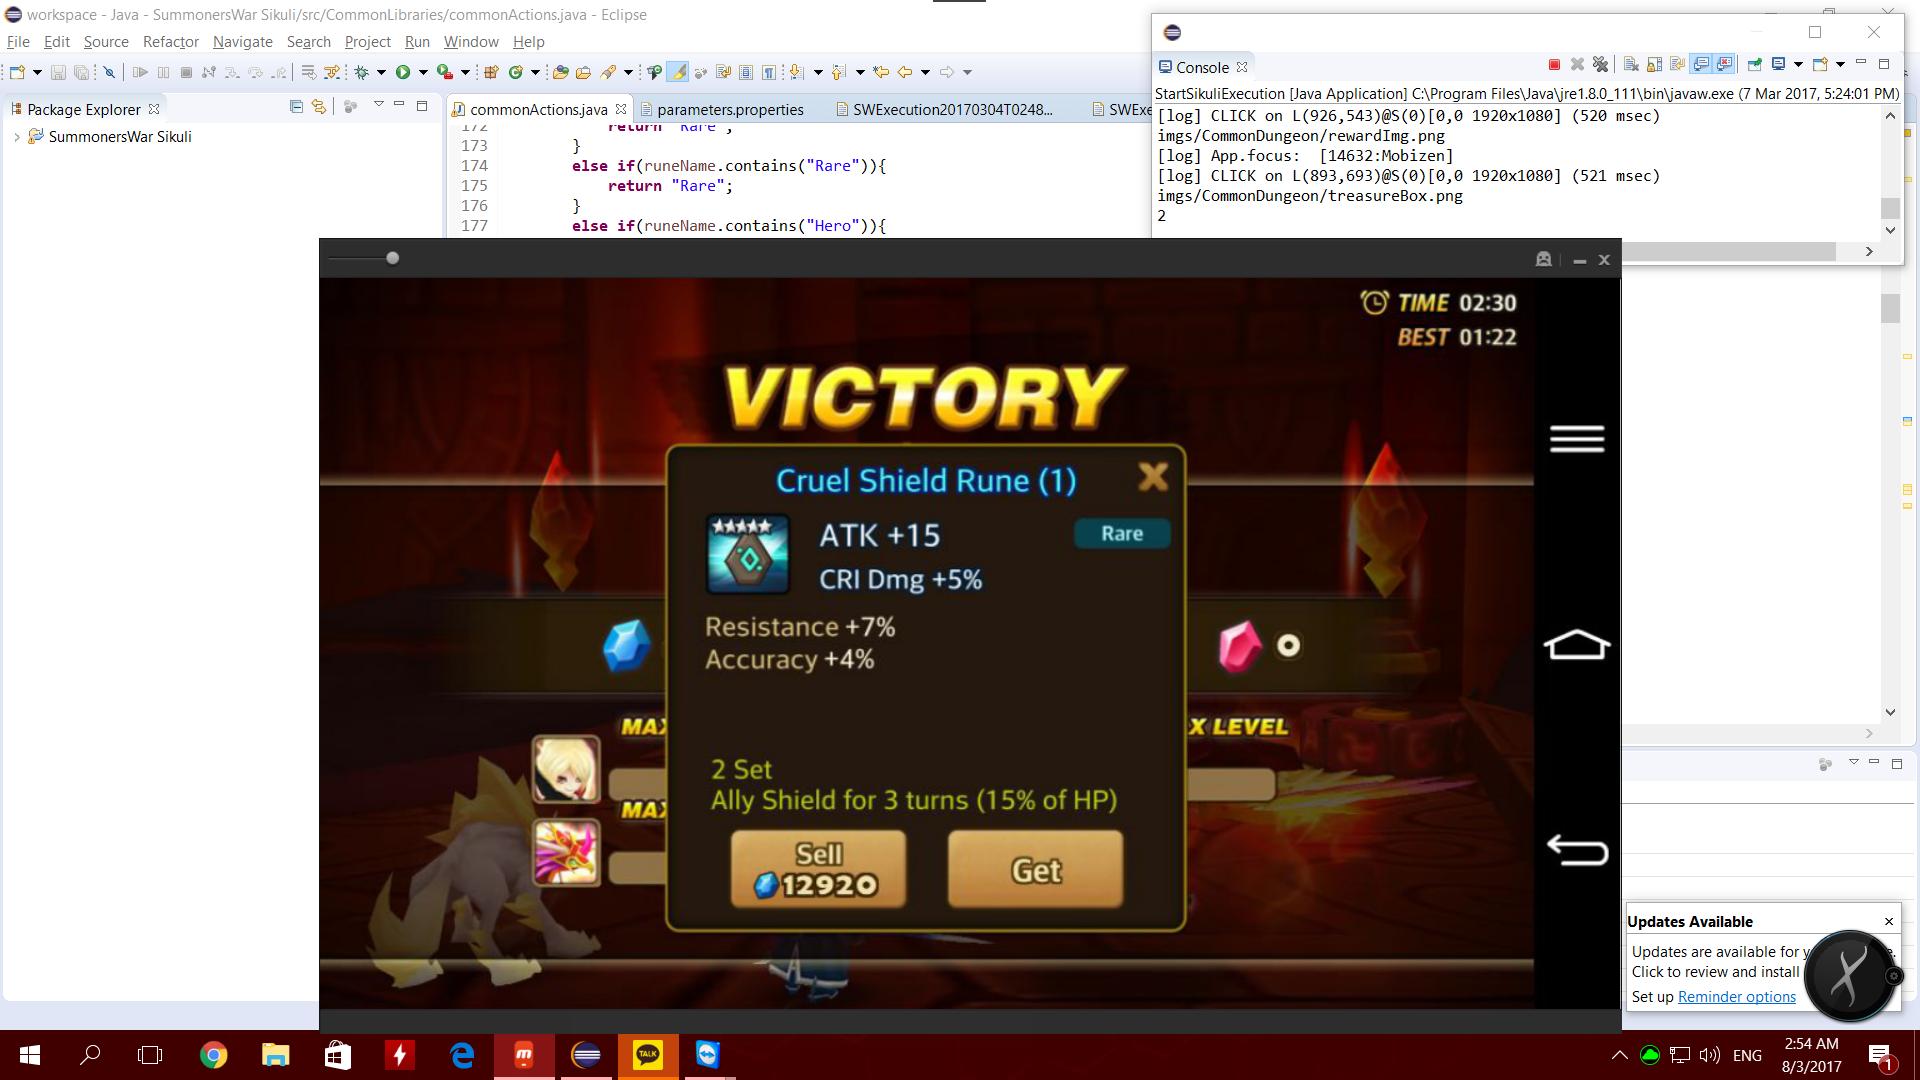 workspace - Java - SummonersWar Sikuli/src/CommonLibraries/commonActions.java - Eclipse
File Edit Source Refactor Navigate Search Project Run Window Help
Package Explorer
SummonersWar Sikuli
commonActions.java parameters.properties SWExecution20170304T0248... SWExe
172 return "Rare";
173 }
174 else if(runeName.contains("Rare")){
175 return "Rare";
176 }
177 else if(runeName.contains("Hero")){
Console
StartSikuliExecution [Java Application] C:\Program Files\Java\jre1.8.0_111\bin\javaw.exe (7 Mar 2017, 5:24:01 PM)
[log] CLICK on L(926,543)@S(0)[0,0 1920x1080] (520 msec)
imgs/CommonDungeon/rewardImg.png
[log] App.focus: [14632:Mobizen]
[log] CLICK on L(893,693)@S(0)[0,0 1920x1080] (521 msec)
imgs/CommonDungeon/treasureBox.png
2
TIME 02:30
BEST 01:22
VICTORY
Cruel Shield Rune (1)
X
ATK +15
Rare
CRI Dmg +5%
Resistance +7%
Accuracy +4%
0
MAX
X LEVEL
MAX
2 Set
Ally Shield for 3 turns (15% of HP)
Sell
12920
Get
Updates Available
Updates are available for y
Click to review and install
Set up Reminder options
TALK
ENG
2:54 AM
8/3/2017
1